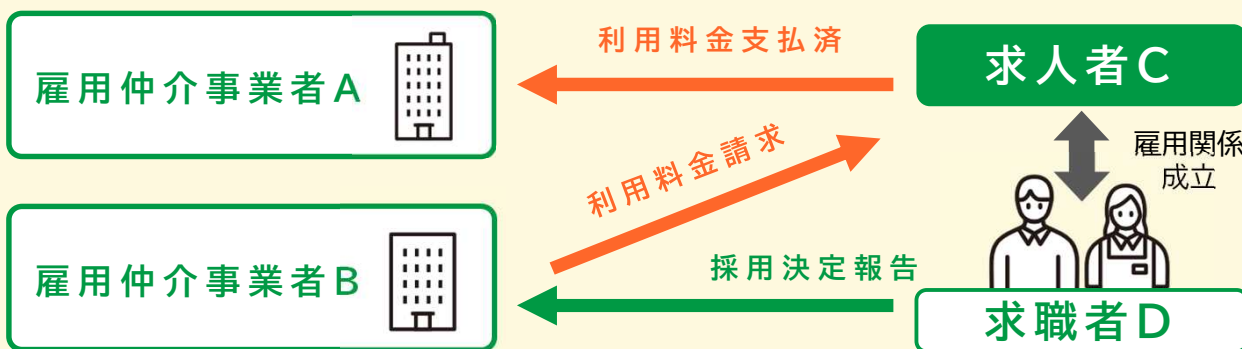 利用料金支払済
雇用仲介事業者A
求人者C
利用料金請求
雇用関係
成立
雇用仲介事業者B
採用決定報告
求職者D